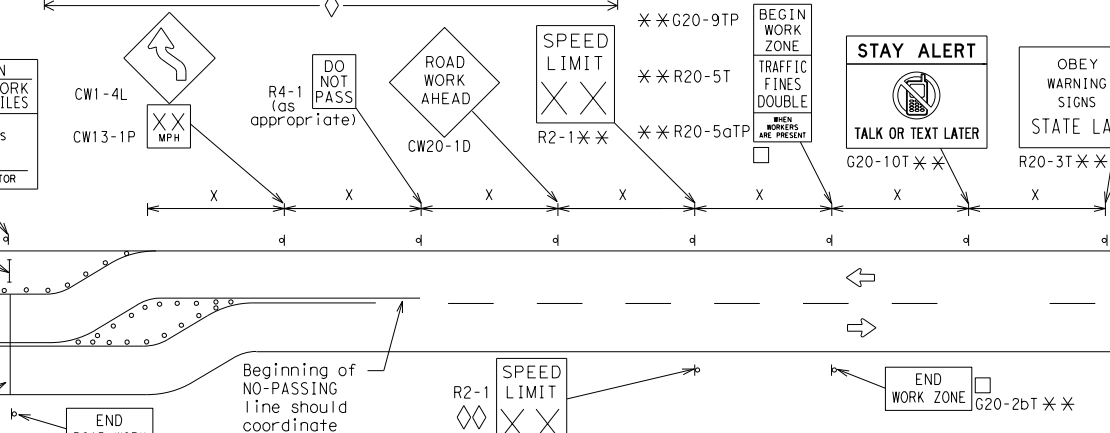 CW1-4L
XX
MPH
CW13-1P
R4-1
(as
appropriate)
DO
NOT
PASS
ROAD
WORK
AHEAD
CW20-1D
SPEED
LIMIT
XX
R2-1**
**G20-9TP
**R20-5T
**R20-5aTP
BEGIN
WORK
ZONE
TRAFFIC
FINES
DOUBLE
WHEN
WORKERS
ARE PRESENT
STAY ALERT
TALK OR TEXT LATER
G20-10T**
OBEY
WARNING
SIGNS
STATE LA
R20-3T**
X X X X X X X
Beginning of
NO-PASSING
line should
coordinate
R2-1
SPEED
LIMIT
XX
END
WORK ZONE
G20-2bT**
END